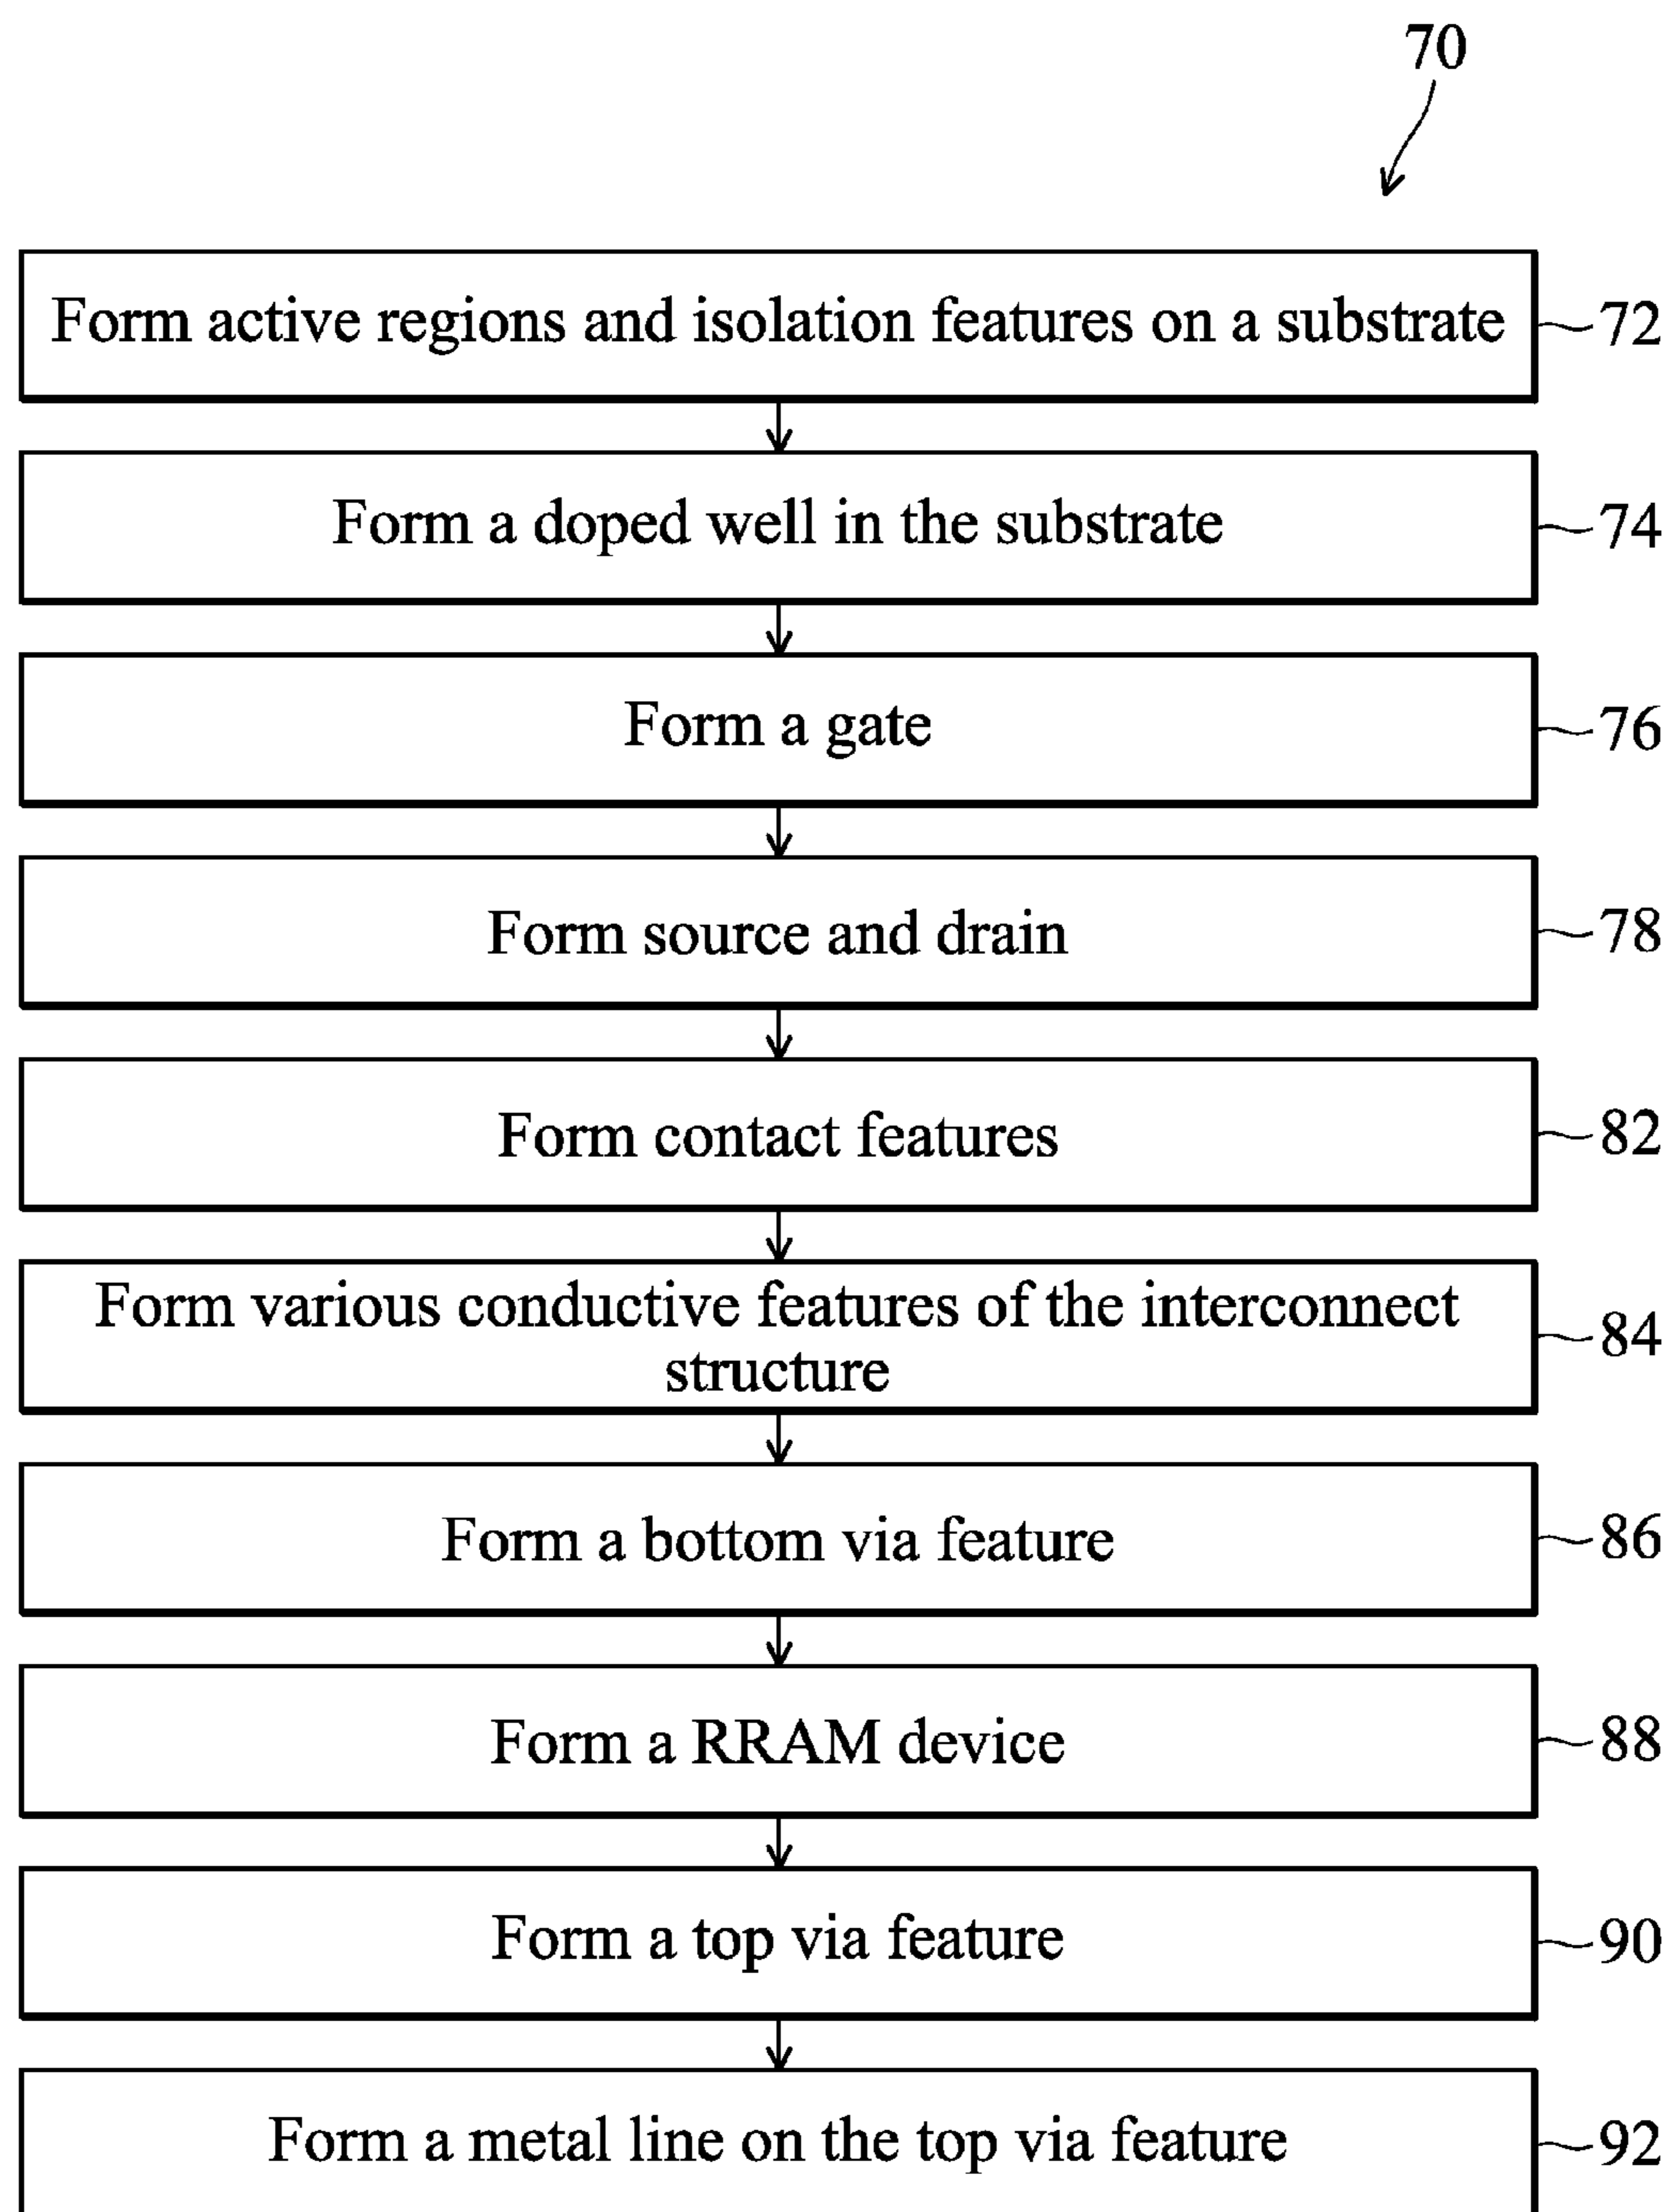 70
Form active regions and isolation features on a substrate 72
Form a doped well in the substrate 74
Form a gate 76
Form source and drain 78
Form contact features 82
Form various conductive features of the interconnect
structure 84
Form a bottom via feature 86
Form a RRAM device 88
Form a top via feature 90
Form a metal line on the top via feature 92